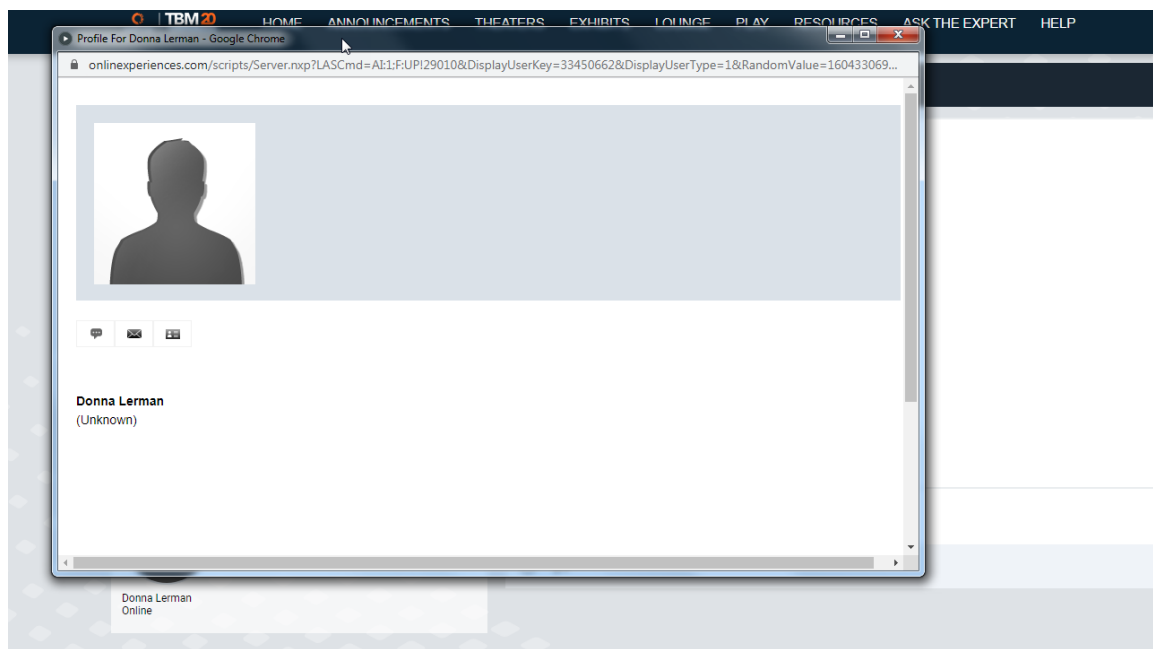 TBM20
HOME ANNOUNCEMENTS THEATERS EXHIBITS LOUNGE PLAY RESOURCES ASK THE EXPERT HELP
Profile For Donna Lerman - Google Chrome
onlinexperiences.com/scripts/Server.nxp?LASCmd=AI:1;F:UP!29010&DisplayUserKey=33450662&DisplayUserType=1&RandomValue=160433069...
Donna Lerman
(Unknown)
Donna Lerman
Online